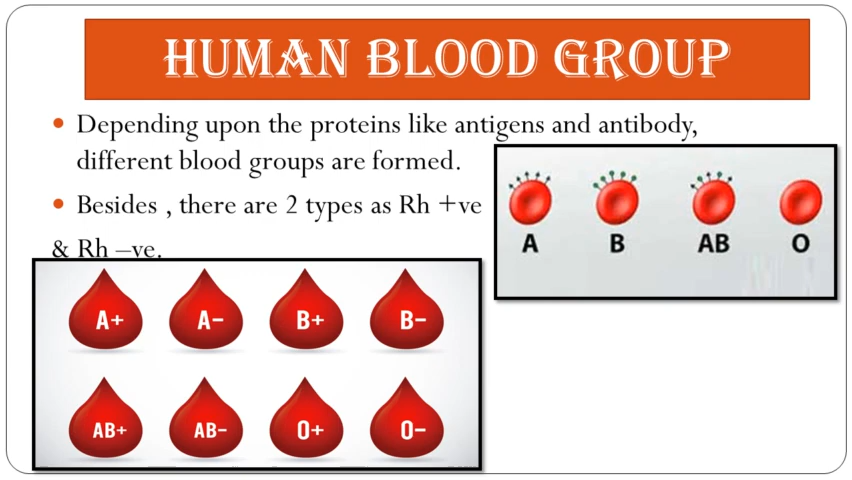 HUMAN BLOOD GROUP
• Depending upon the proteins like antigens and antibody,
different blood groups are formed.
• Besides , there are 2 types as Rh +ve
& Rh –ve.
A B AB O
A+ A− B+ B−
AB+ AB− O+ O−